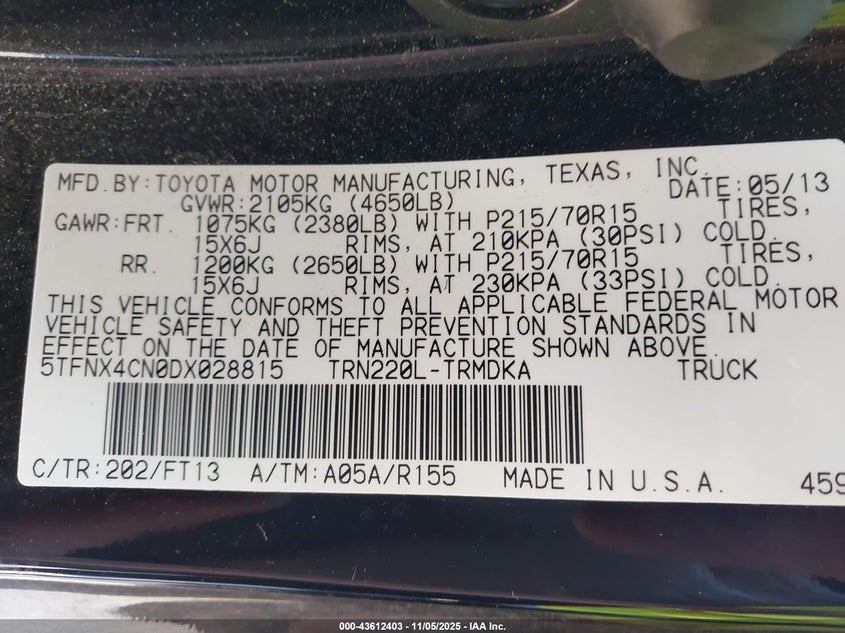 MFD.BY:TOYOTA MOTOR MANUFACTURING, TEXAS, INC.
GVWR:2105KG (4650LB) DATE:05/13
GAWR:FRT. 1075KG (2380LB) WITH P215/70R15 TIRES,
15X6J RIMS, AT 210KPA (30PSI) COLD.
RR. 1200KG (2650LB) WITH P215/70R15 TIRES,
15X6J RIMS, AT 230KPA (33PSI) COLD.
THIS VEHICLE CONFORMS TO ALL APPLICABLE FEDERAL MOTOR
VEHICLE SAFETY AND THEFT PREVENTION STANDARDS IN
EFFECT ON THE DATE OF MANUFACTURE SHOWN ABOVE.
5TFNX4CN0DX028815 TRN220L-TRMDKA TRUCK
C/TR:202/FT13 A/TM:A05A/R155 MADE IN U.S.A. 459
000-43612403 - 11/05/2025 - IAA Inc.